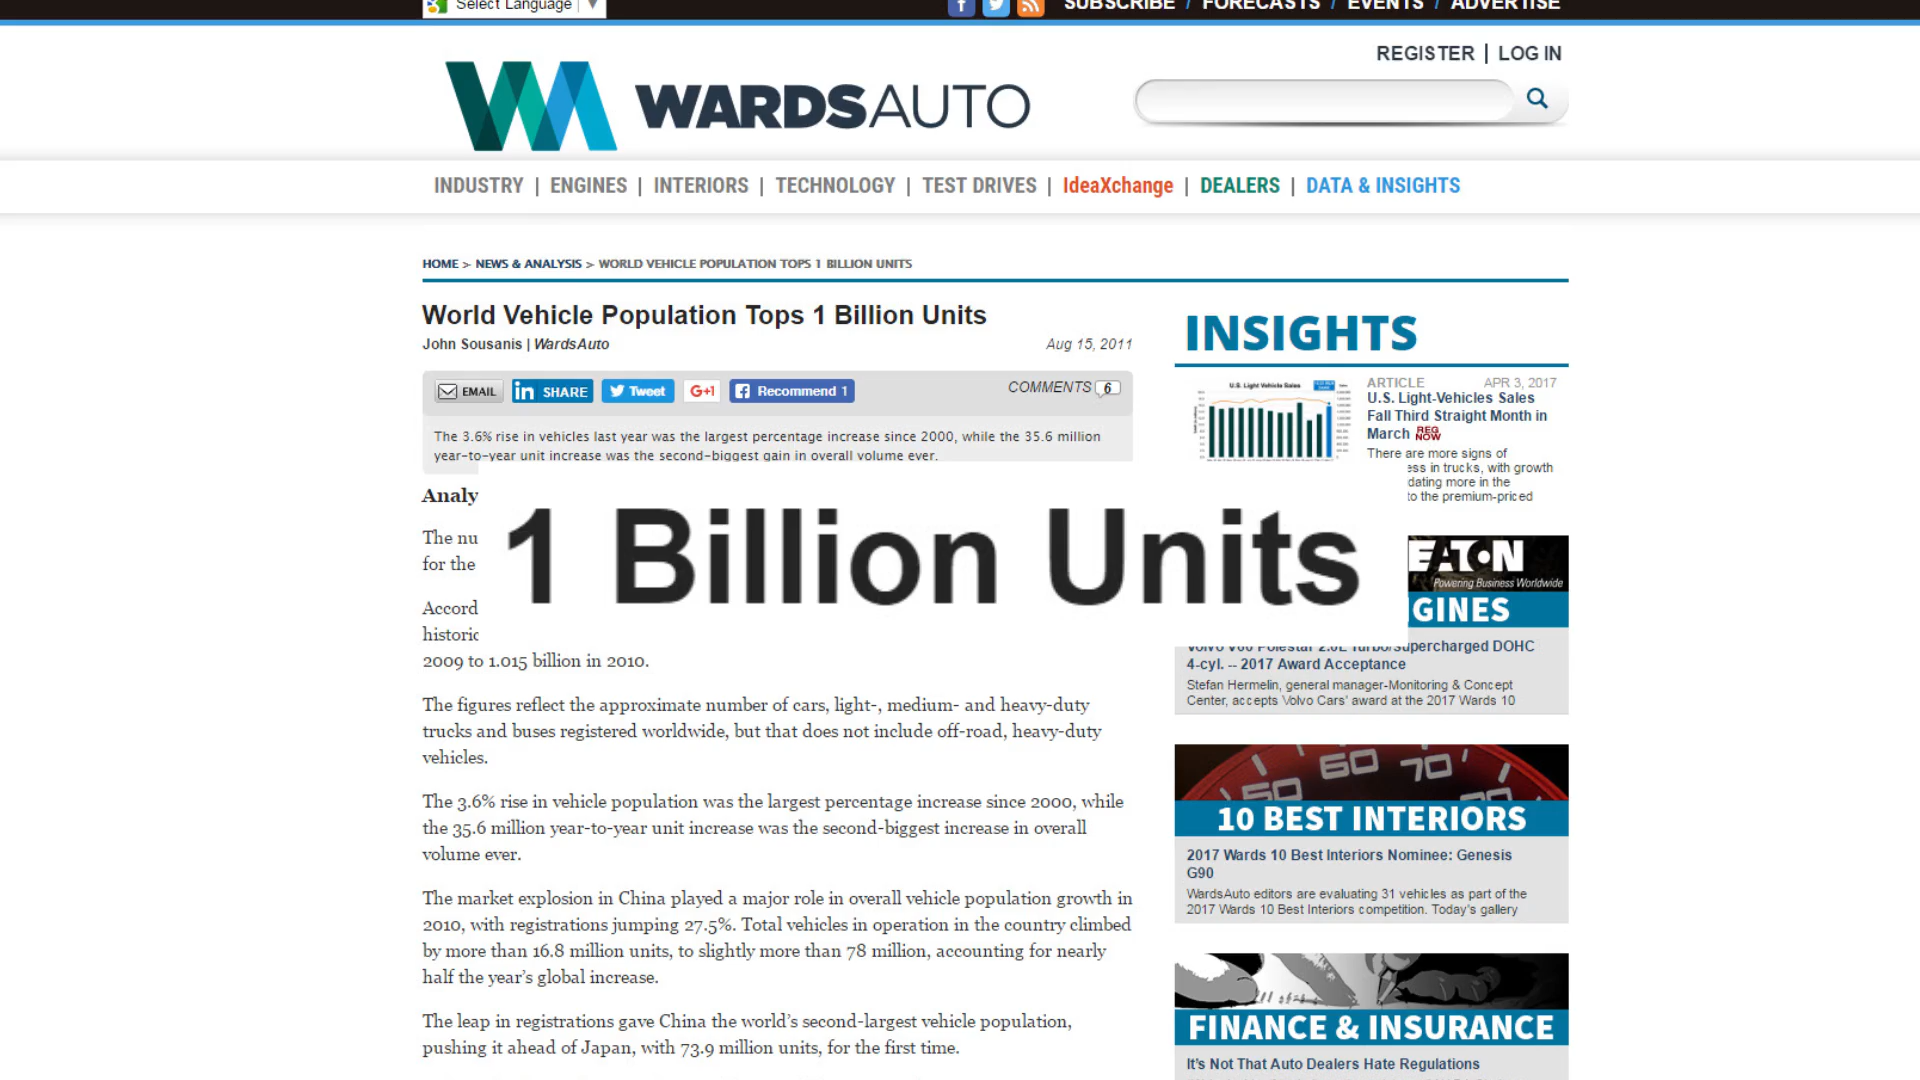 Select Language
SUBSCRIBE / FORECASTS / EVENTS / ADVERTISE
REGISTER | LOG IN
WARDSAUTO
INDUSTRY | ENGINES | INTERIORS | TECHNOLOGY | TEST DRIVES | IdeaXchange | DEALERS | DATA & INSIGHTS
HOME > NEWS & ANALYSIS > WORLD VEHICLE POPULATION TOPS 1 BILLION UNITS
World Vehicle Population Tops 1 Billion Units
John Sousanis | WardsAuto
Aug 15, 2011
EMAIL
in SHARE
Tweet
G+1
Recommend 1
COMMENTS 6
The 3.6% rise in vehicles last year was the largest percentage increase since 2000, while the 35.6 million
year-to-year unit increase was the second-biggest gain in overall volume ever.
Analy
The nu
for the
Accord
historic
2009 to 1.015 billion in 2010.
1 Billion Units
The figures reflect the approximate number of cars, light-, medium- and heavy-duty
trucks and buses registered worldwide, but that does not include off-road, heavy-duty
vehicles.
The 3.6% rise in vehicle population was the largest percentage increase since 2000, while
the 35.6 million year-to-year unit increase was the second-biggest increase in overall
volume ever.
The market explosion in China played a major role in overall vehicle population growth in
2010, with registrations jumping 27.5%. Total vehicles in operation in the country climbed
by more than 16.8 million units, to slightly more than 78 million, accounting for nearly
half the year's global increase.
The leap in registrations gave China the world's second-largest vehicle population,
pushing it ahead of Japan, with 73.9 million units, for the first time.
INSIGHTS
U.S. Light Vehicle Sales
ARTICLE APR 3, 2017
U.S. Light-Vehicles Sales
Fall Third Straight Month in
March REG NOW
There are more signs of
ess in trucks, with growth
dating more in the
to the premium-priced
EATON
Powering Business Worldwide
GINES
Volvo V60 Polestar 2.0L Turbo/Supercharged DOHC
4-cyl. -- 2017 Award Acceptance
Stefan Hermelin, general manager-Monitoring & Concept
Center, accepts Volvo Cars' award at the 2017 Wards 10
50 60 70
10 BEST INTERIORS
2017 Wards 10 Best Interiors Nominee: Genesis
G90
WardsAuto editors are evaluating 31 vehicles as part of the
2017 Wards 10 Best Interiors competition. Today's gallery
FINANCE & INSURANCE
It's Not That Auto Dealers Hate Regulations